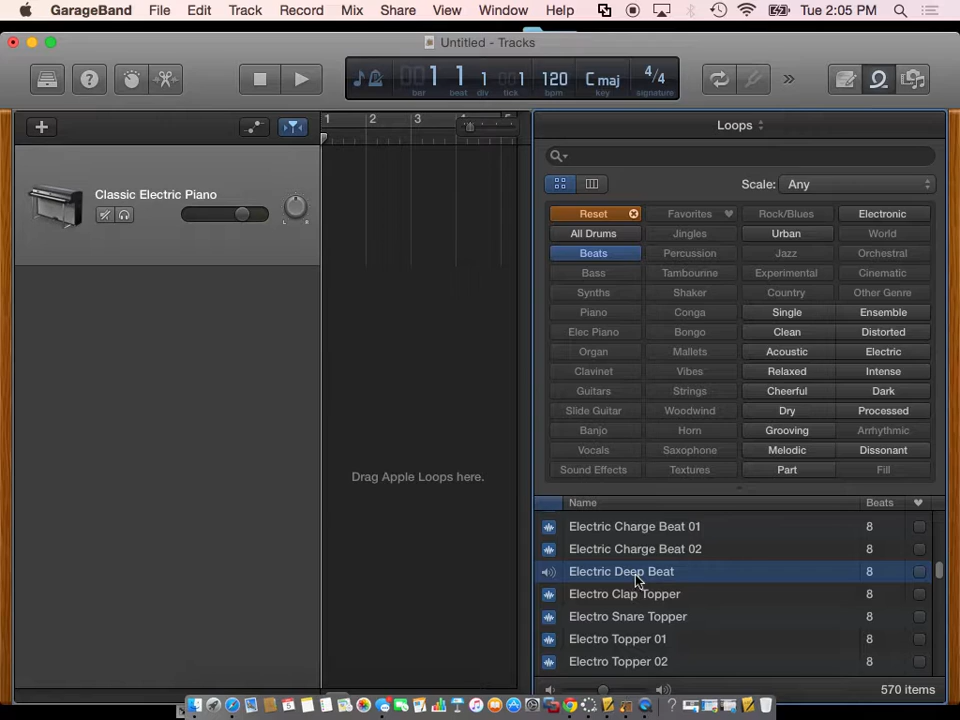 GarageBand File Edit Track Record Mix Share View Window Help Tue 2:05 PM
Untitled - Tracks
001 1 1 001 120 Cmaj 4/4
bar beat div tick bpm key signature
1 2 3 4 5
Loops
Classic Electric Piano
L R
Scale: Any
Reset Favorites Rock/Blues Electronic
All Drums Jingles Urban World
Beats Percussion Jazz Orchestral
Bass Tambourine Experimental Cinematic
Synths Shaker Country Other Genre
Piano Conga Single Ensemble
Elec Piano Bongo Clean Distorted
Organ Mallets Acoustic Electric
Clavinet Vibes Relaxed Intense
Guitars Strings Cheerful Dark
Slide Guitar Woodwind Dry Processed
Banjo Horn Grooving Arrhythmic
Vocals Saxophone Melodic Dissonant
Sound Effects Textures Part Fill
Drag Apple Loops here.
Name Beats
Electric Charge Beat 01 8
Electric Charge Beat 02 8
Electric Deep Beat 8
Electro Clap Topper 8
Electro Snare Topper 8
Electro Topper 01 8
Electro Topper 02 8
570 items